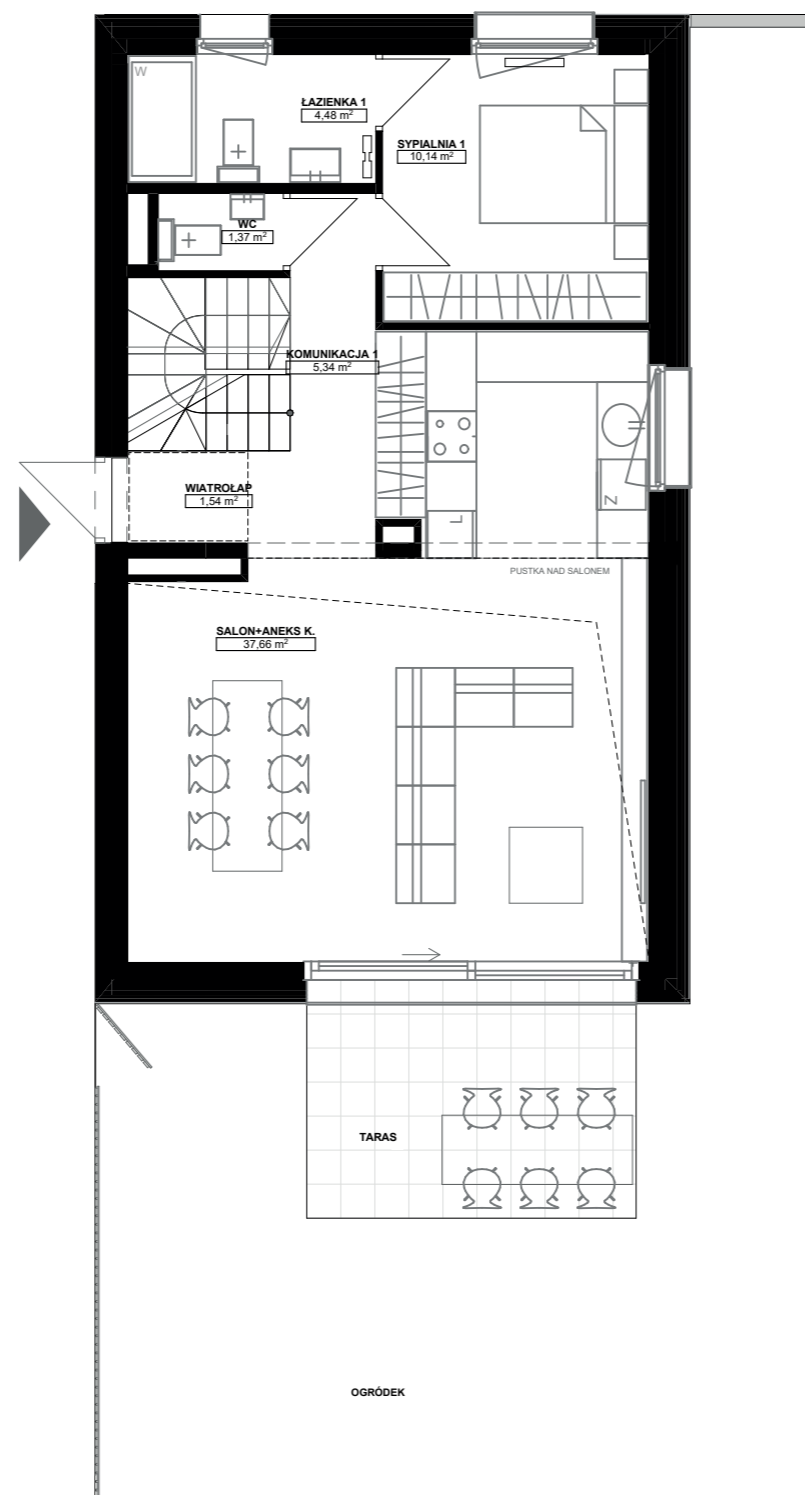 W
ŁAZIENKA 1
4,48 m²
SYPIALNIA 1
10,14 m²
WC
1,37 m²
KOMUNIKACJA 1
5,34 m²
WIATROŁAP
1,54 m²
L
Z
PUSTKA NAD SALONEM
SALON+ANEKS K.
37,66 m²
TARAS
OGRÓDEK